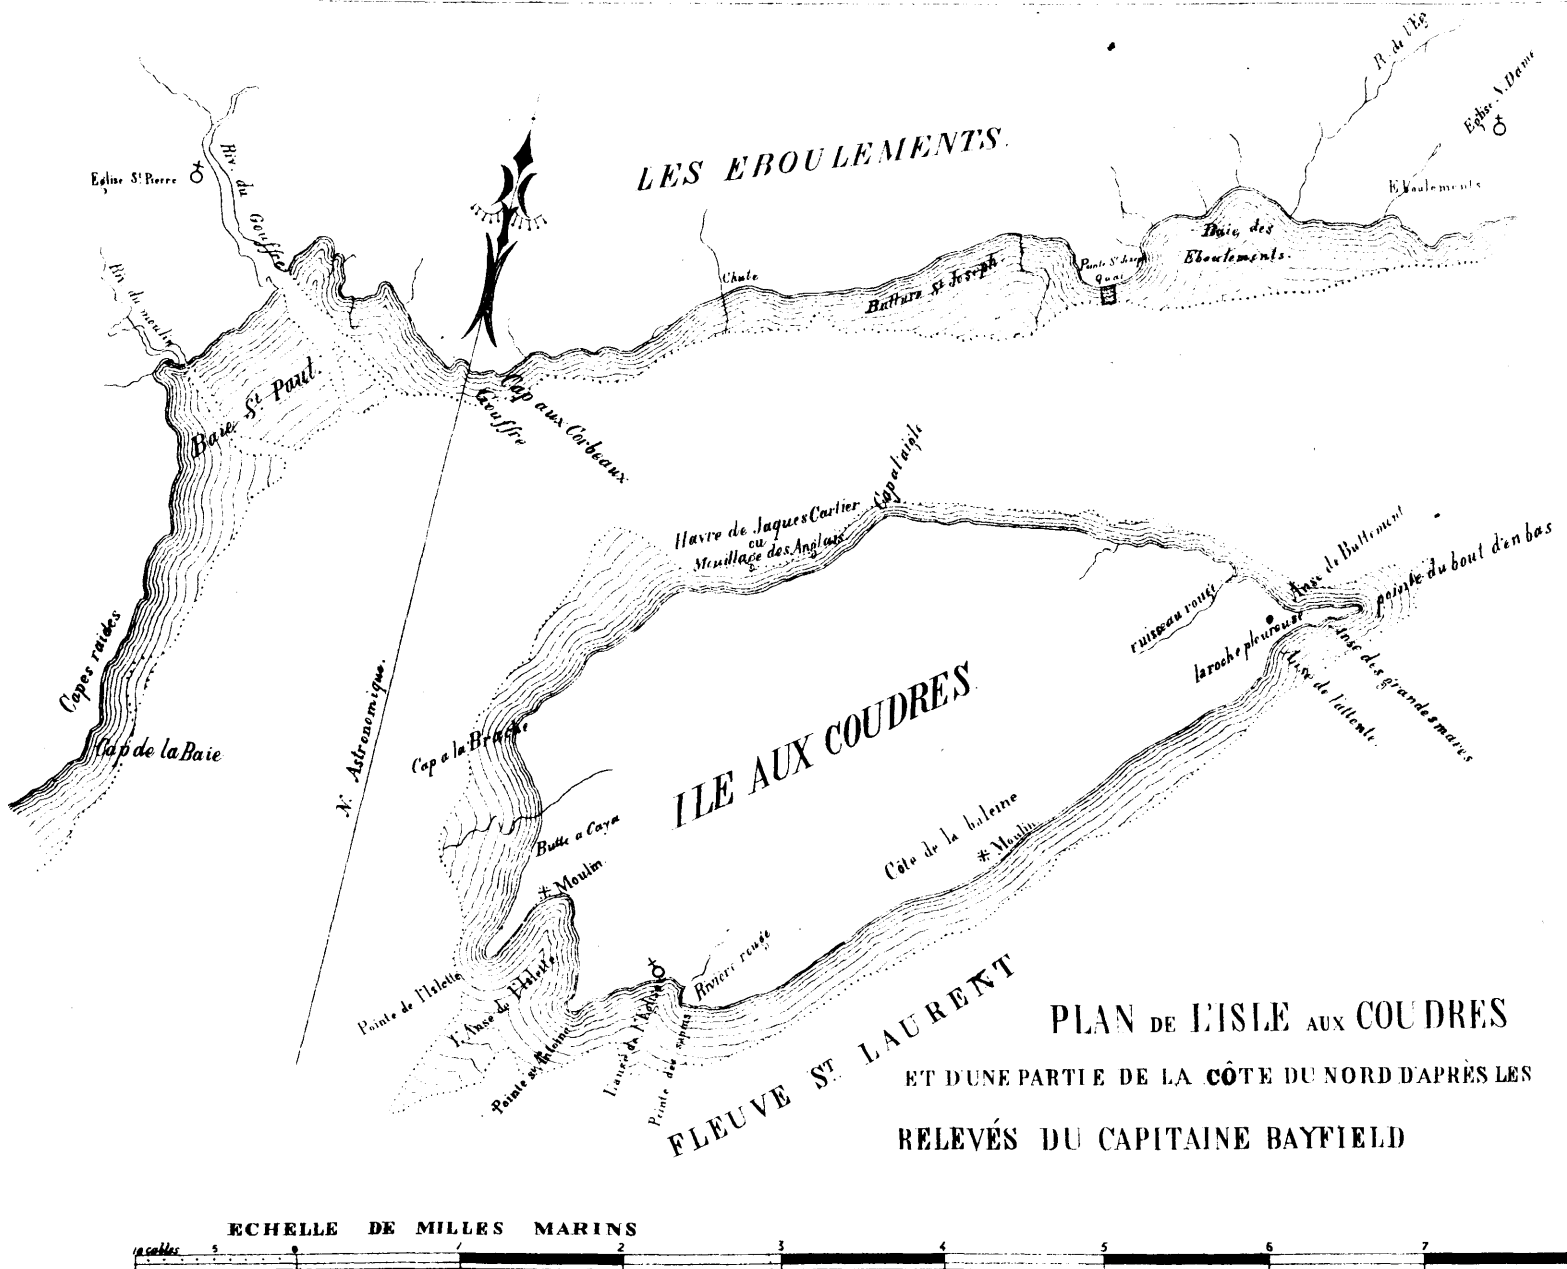 R. de l'Eg
Eglise N. Dame
LES EBOULEMENTS.
Eglise St Pierre
Riv. du Gouffre
Eboulements
Baie des
Eboulements.
Pointe St Joseph
Quai
Batture St Joseph.
Chute
Riv du moulin
Baie St Paul.
Cap aux Corbeaux
Gouffre
Cap a l'aigle
Havre de Jaques Cartier
ou
Mouillage des Anglais
Anse de Buttement
pointe du bout d'en bas
ruisseau rouge
la roche pleureuse
Anse des grandes mares
Anse de l'attente.
Capes raides
Cap de la Baie
N. Astronomique.
Cap a la Branche
ILE AUX COUDRES
Butte a Caya
Moulin
Côte de la baleine
Moulin
Pointe de l'Islette
L'Anse de l'Islette
Pointe St Antoine
l'Eglise
Pointe des sapins
Riviere rouge
FLEUVE ST LAURENT
PLAN DE L'ISLE AUX COUDRES
ET D'UNE PARTIE DE LA CÔTE DU NORD D'APRÈS LES
RELEVÉS DU CAPITAINE BAYFIELD
ECHELLE DE MILLES MARINS
10 cables 5 0 1 2 3 4 5 6 7